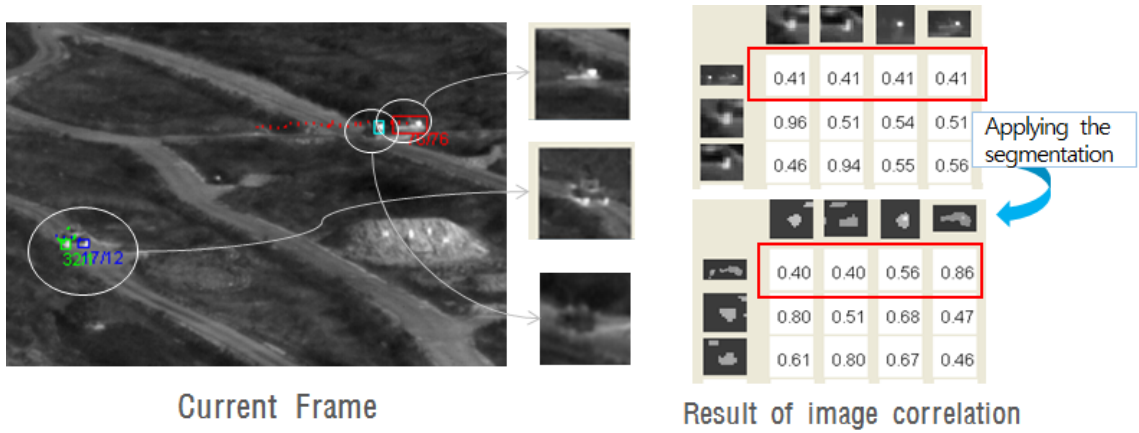 17/12
0.41 0.41 0.41 0.41
0.96 0.51 0.54 0.51
0.46 0.94 0.55 0.56
Applying the
segmentation
0.40 0.40 0.56 0.86
0.80 0.51 0.68 0.47
0.61 0.80 0.67 0.46
Current Frame
Result of image correlation